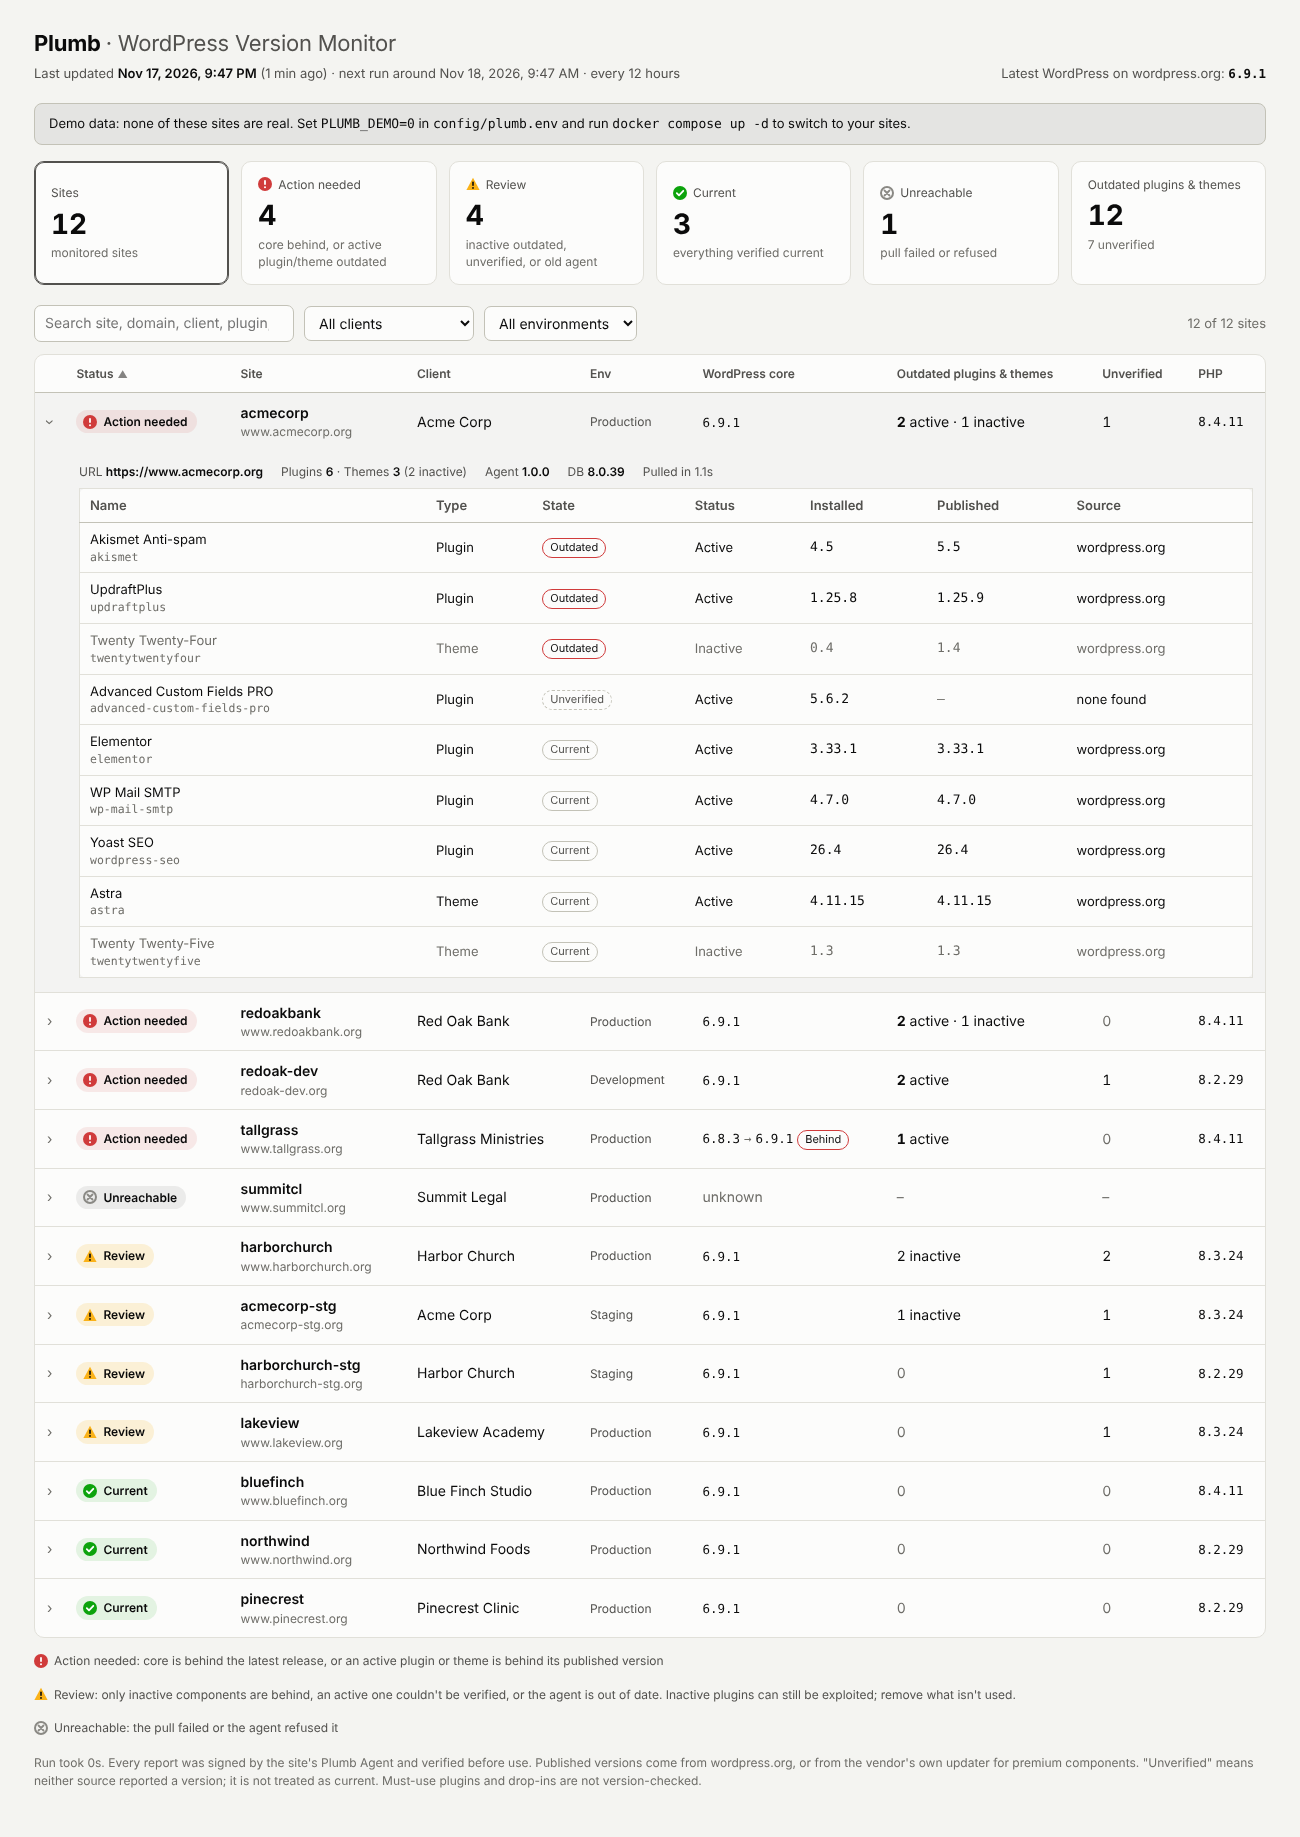 Plumb · WordPress Version Monitor
Last updated Nov 17, 2026, 9:47 PM (1 min ago) · next run around Nov 18, 2026, 9:47 AM · every 12 hours
Latest WordPress on wordpress.org: 6.9.1
Demo data: none of these sites are real. Set PLUMB_DEMO=0 in config/plumb.env and run docker compose up -d to switch to your sites.
Sites
12
monitored sites
Action needed
4
core behind, or active
plugin/theme outdated
Review
4
inactive outdated,
unverified, or old agent
Current
3
everything verified current
Unreachable
1
pull failed or refused
Outdated plugins & themes
12
7 unverified
Search site, domain, client, plugin
All clients
All environments
12 of 12 sites
Status ▲ Site Client Env WordPress core Outdated plugins & themes Unverified PHP
Action needed acmecorp Acme Corp Production 6.9.1 2 active · 1 inactive 1 8.4.11
www.acmecorp.org
URL https://www.acmecorp.org Plugins 6 · Themes 3 (2 inactive) Agent 1.0.0 DB 8.0.39 Pulled in 1.1s
Name Type State Status Installed Published Source
Akismet Anti-spam Plugin Outdated Active 4.5 5.5 wordpress.org
akismet
UpdraftPlus Plugin Outdated Active 1.25.8 1.25.9 wordpress.org
updraftplus
Twenty Twenty-Four Theme Outdated Inactive 0.4 1.4 wordpress.org
twentytwentyfour
Advanced Custom Fields PRO Plugin Unverified Active 5.6.2 – none found
advanced-custom-fields-pro
Elementor Plugin Current Active 3.33.1 3.33.1 wordpress.org
elementor
WP Mail SMTP Plugin Current Active 4.7.0 4.7.0 wordpress.org
wp-mail-smtp
Yoast SEO Plugin Current Active 26.4 26.4 wordpress.org
wordpress-seo
Astra Theme Current Active 4.11.15 4.11.15 wordpress.org
astra
Twenty Twenty-Five Theme Current Inactive 1.3 1.3 wordpress.org
twentytwentyfive
Action needed redoakbank Red Oak Bank Production 6.9.1 2 active · 1 inactive 0 8.4.11
www.redoakbank.org
Action needed redoak-dev Red Oak Bank Development 6.9.1 2 active 1 8.2.29
redoak-dev.org
Action needed tallgrass Tallgrass Ministries Production 6.8.3 → 6.9.1 Behind 1 active 0 8.4.11
www.tallgrass.org
Unreachable summitcl Summit Legal Production unknown – –
www.summitcl.org
Review harborchurch Harbor Church Production 6.9.1 2 inactive 2 8.3.24
www.harborchurch.org
Review acmecorp-stg Acme Corp Staging 6.9.1 1 inactive 1 8.3.24
acmecorp-stg.org
Review harborchurch-stg Harbor Church Staging 6.9.1 0 1 8.2.29
harborchurch-stg.org
Review lakeview Lakeview Academy Production 6.9.1 0 1 8.3.24
www.lakeview.org
Current bluefinch Blue Finch Studio Production 6.9.1 0 0 8.4.11
www.bluefinch.org
Current northwind Northwind Foods Production 6.9.1 0 0 8.2.29
www.northwind.org
Current pinecrest Pinecrest Clinic Production 6.9.1 0 0 8.2.29
www.pinecrest.org
Action needed: core is behind the latest release, or an active plugin or theme is behind its published version
Review: only inactive components are behind, an active one couldn't be verified, or the agent is out of date. Inactive plugins can still be exploited; remove what isn't used.
Unreachable: the pull failed or the agent refused it
Run took 0s. Every report was signed by the site's Plumb Agent and verified before use. Published versions come from wordpress.org, or from the vendor's own updater for premium components. "Unverified" means
neither source reported a version; it is not treated as current. Must-use plugins and drop-ins are not version-checked.